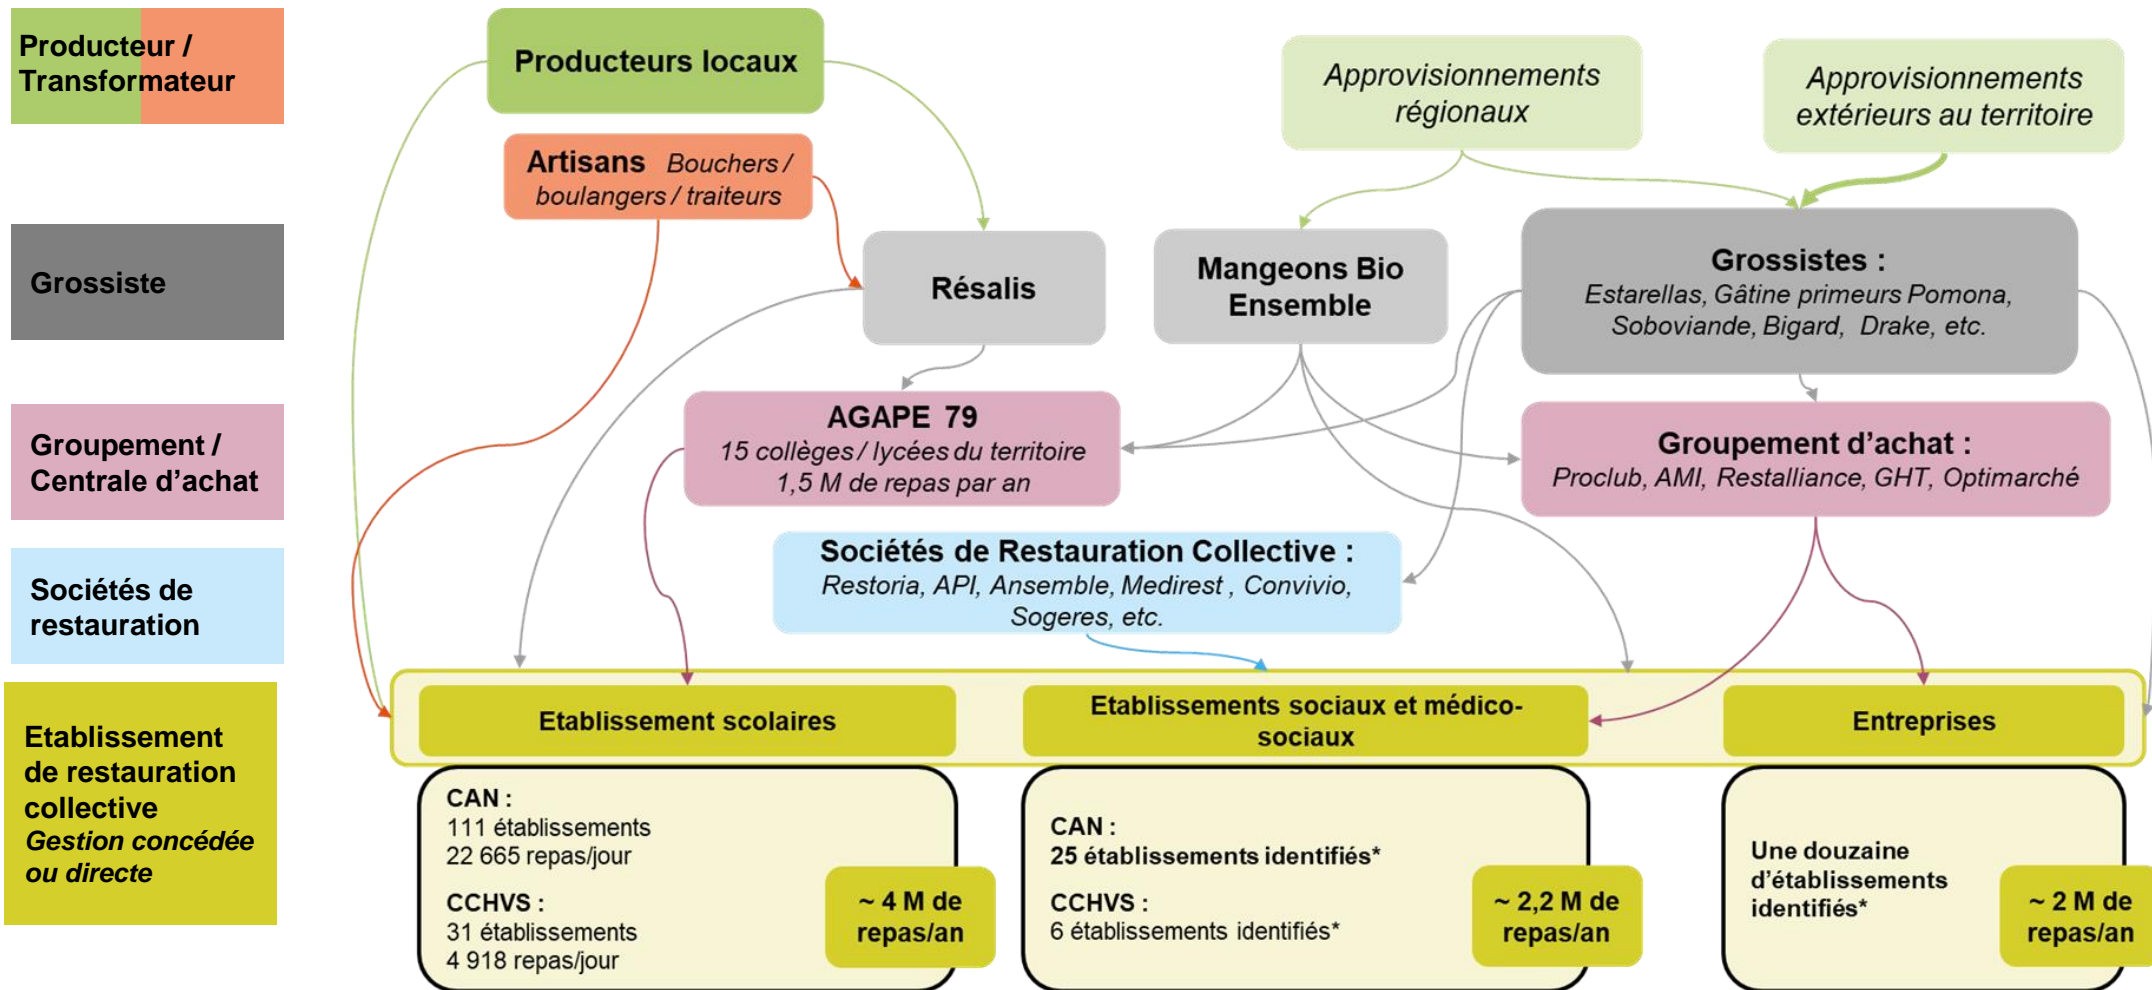 Producteur /
Transformateur
Producteurs locaux
Approvisionnements
régionaux
Approvisionnements
extérieurs au territoire
Artisans Bouchers /
boulangers / traiteurs
Grossiste
Résalis
Mangeons Bio
Ensemble
Grossistes :
Estarellas, Gâtine primeurs Pomona,
Soboviande, Bigard, Drake, etc.
Groupement /
Centrale d'achat
AGAPE 79
15 collèges / lycées du territoire
1,5 M de repas par an
Groupement d'achat :
Proclub, AMI, Restalliance, GHT, Optimarché
Sociétés de
restauration
Sociétés de Restauration Collective :
Restoria, API, Ansemble, Medirest , Convivio,
Sogeres, etc.
Etablissement
de restauration
collective
Gestion concédée
ou directe
Etablissement scolaires
Etablissements sociaux et médico-
sociaux
Entreprises
CAN :
111 établissements
22 665 repas/jour
CCHVS :
31 établissements
4 918 repas/jour
~ 4 M de
repas/an
CAN :
25 établissements identifiés*
CCHVS :
6 établissements identifiés*
~ 2,2 M de
repas/an
Une douzaine
d'établissements
identifiés*
~ 2 M de
repas/an